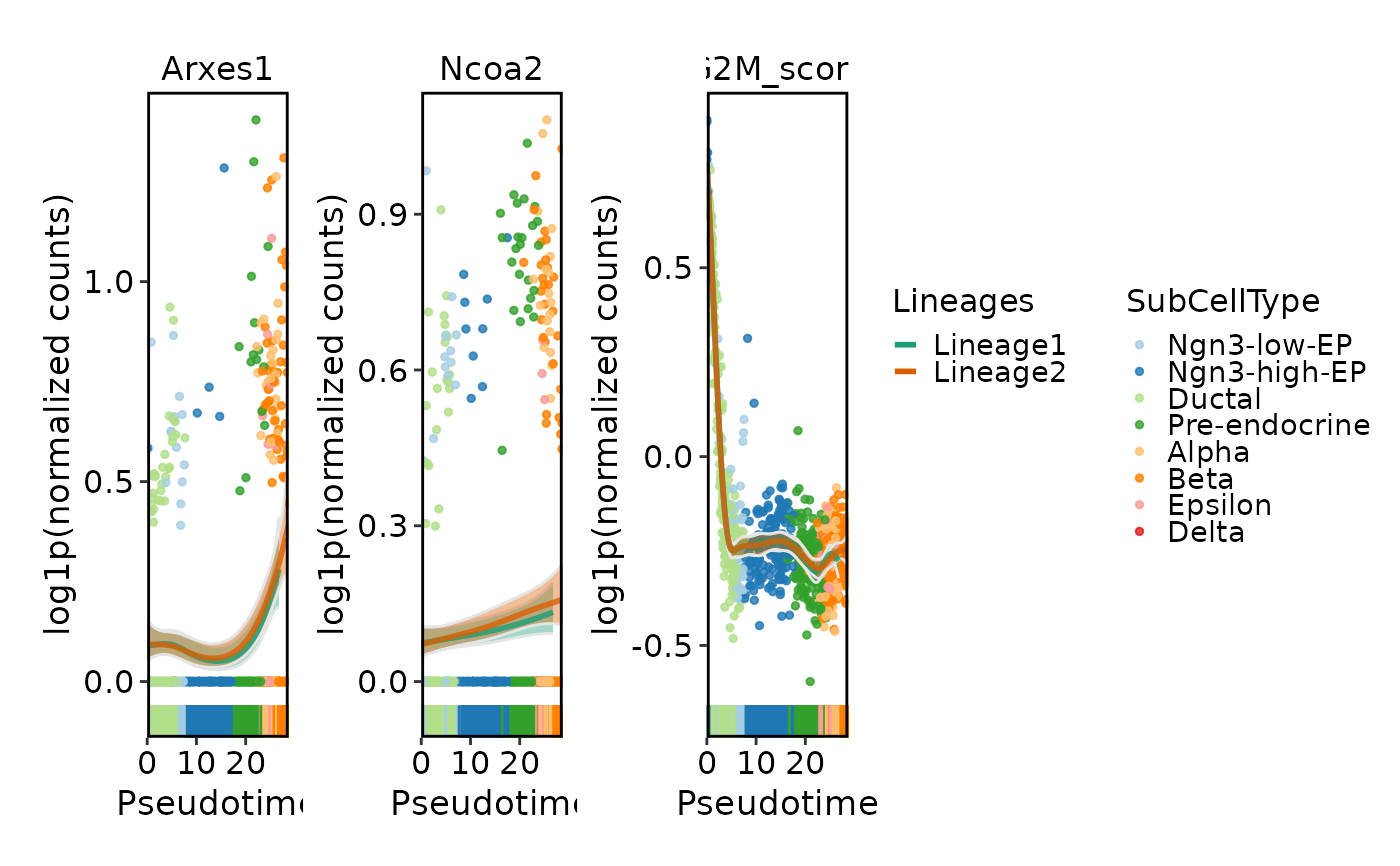 Arxes1
Ncoa2
G2M_scor
log1p(normalized counts)
1.0
0.5
0.0
0 10 20
Pseudotime
log1p(normalized counts)
0.9
0.6
0.3
0.0
0 10 20
Pseudotime
log1p(normalized counts)
0.5
0.0
-0.5
0 10 20
Pseudotime
Lineages
Lineage1
Lineage2
SubCellType
Ngn3-low-EP
Ngn3-high-EP
Ductal
Pre-endocrine
Alpha
Beta
Epsilon
Delta